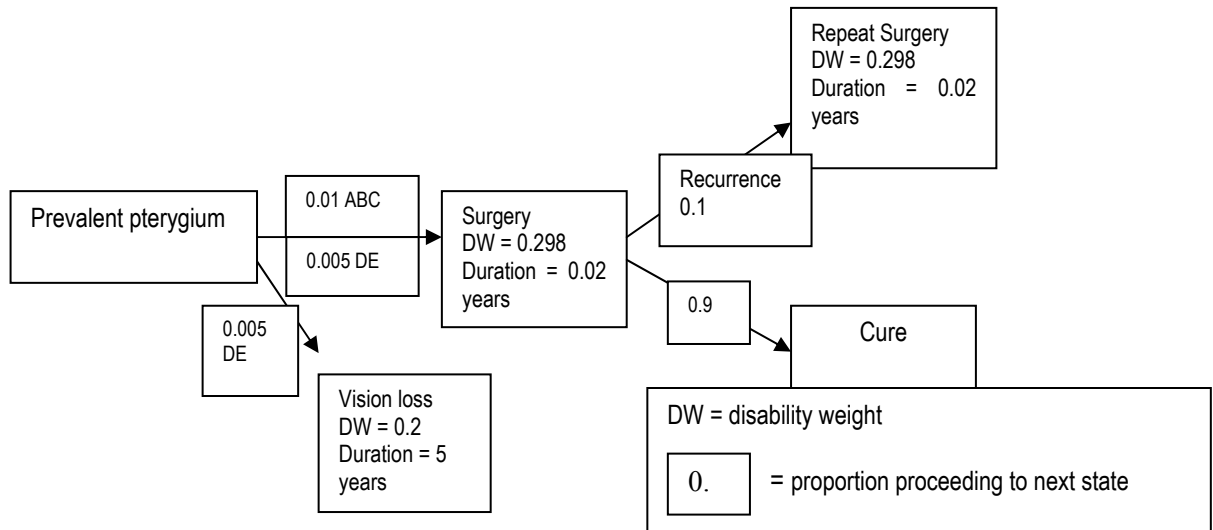 Prevalent pterygium
0.01 ABC
0.005 DE
0.005
DE
Vision loss
DW = 0.2
Duration = 5
years
Surgery
DW = 0.298
Duration = 0.02
years
Recurrence
0.1
Repeat Surgery
DW = 0.298
Duration = 0.02
years
0.9
Cure
DW = disability weight
0.
= proportion proceeding to next state